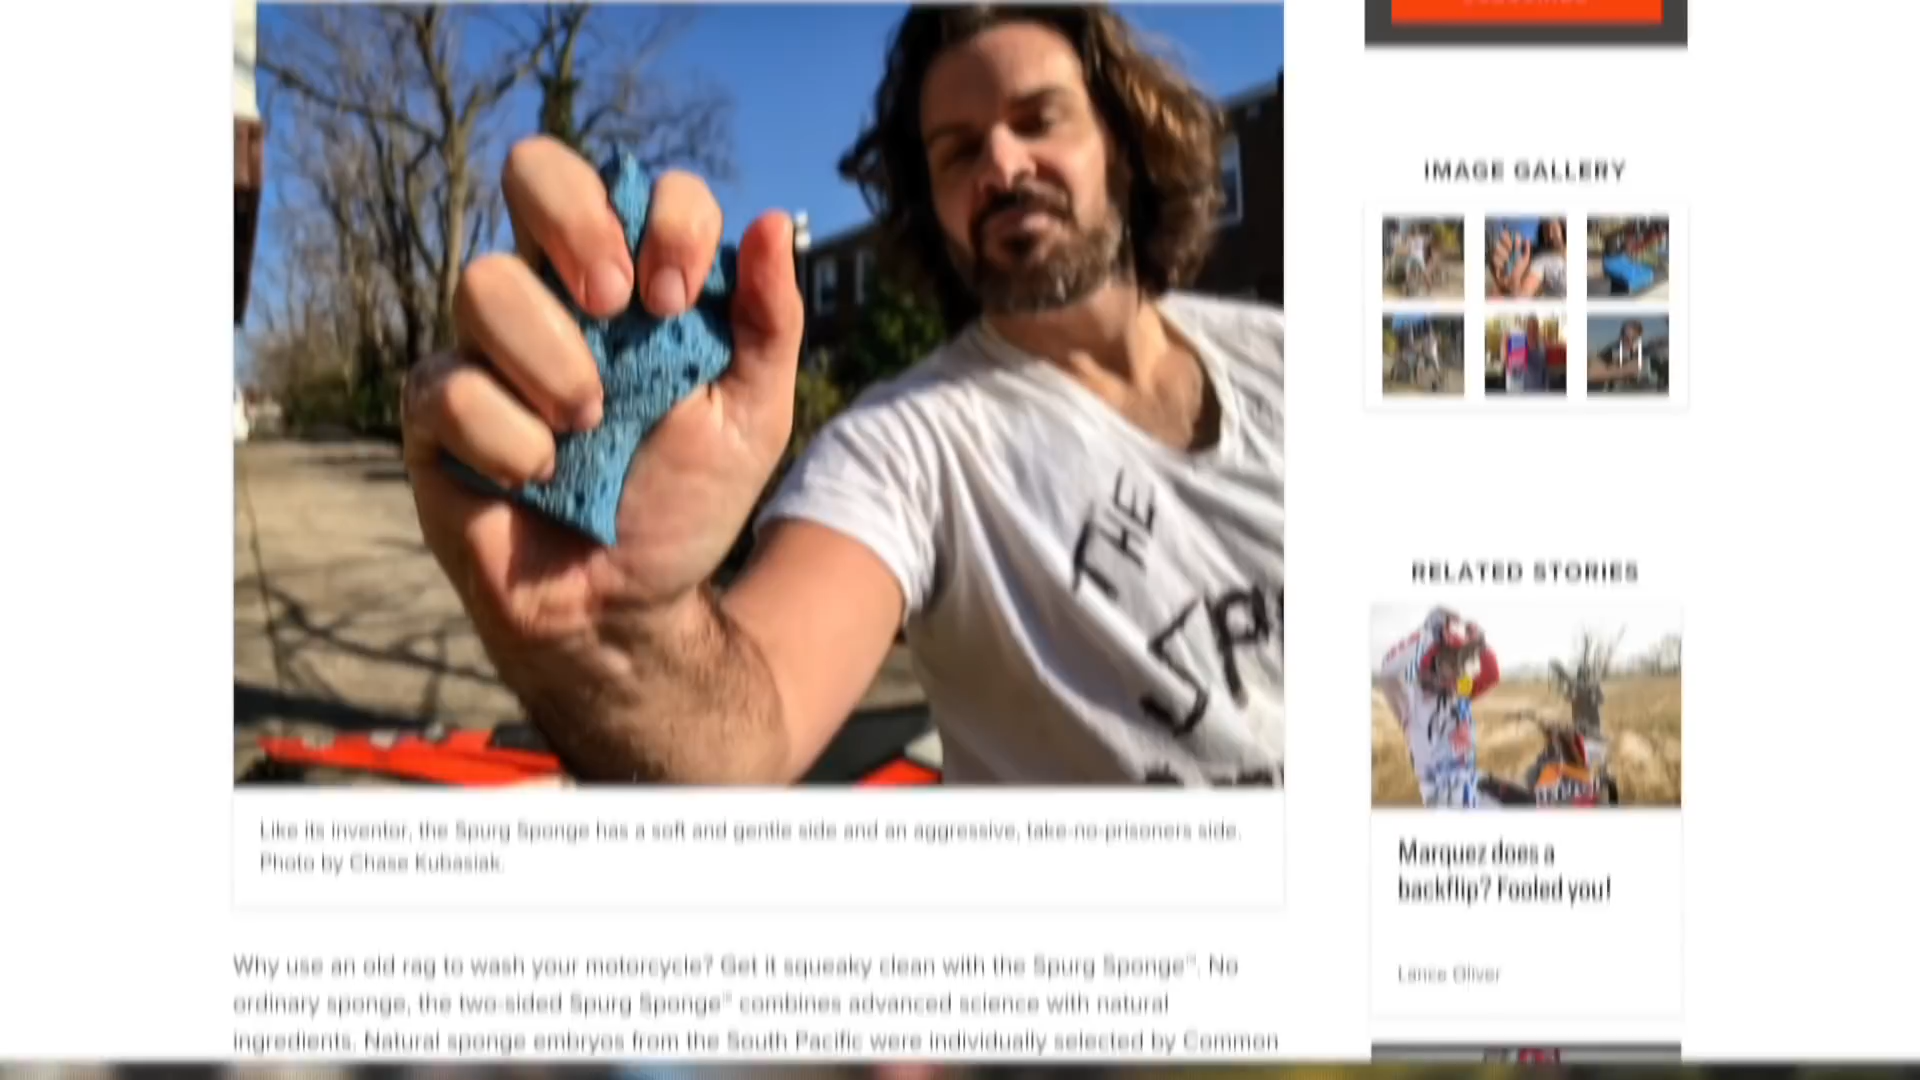 THE
SP
Like its inventor, the Spurg Sponge has a soft and gentle side and an aggressive, take-no-prisoners side.
Photo by Chase Kubasiak.
Why use an old rag to wash your motorcycle? Get it squeaky clean with the Spurg Sponge™. No
ordinary sponge, the two-sided Spurg Sponge™ combines advanced science with natural
ingredients. Natural sponge embryos from the South Pacific were individually selected by Common
IMAGE GALLERY
RELATED STORIES
Marquez does a
backflip? Fooled you!
Lance Oliver